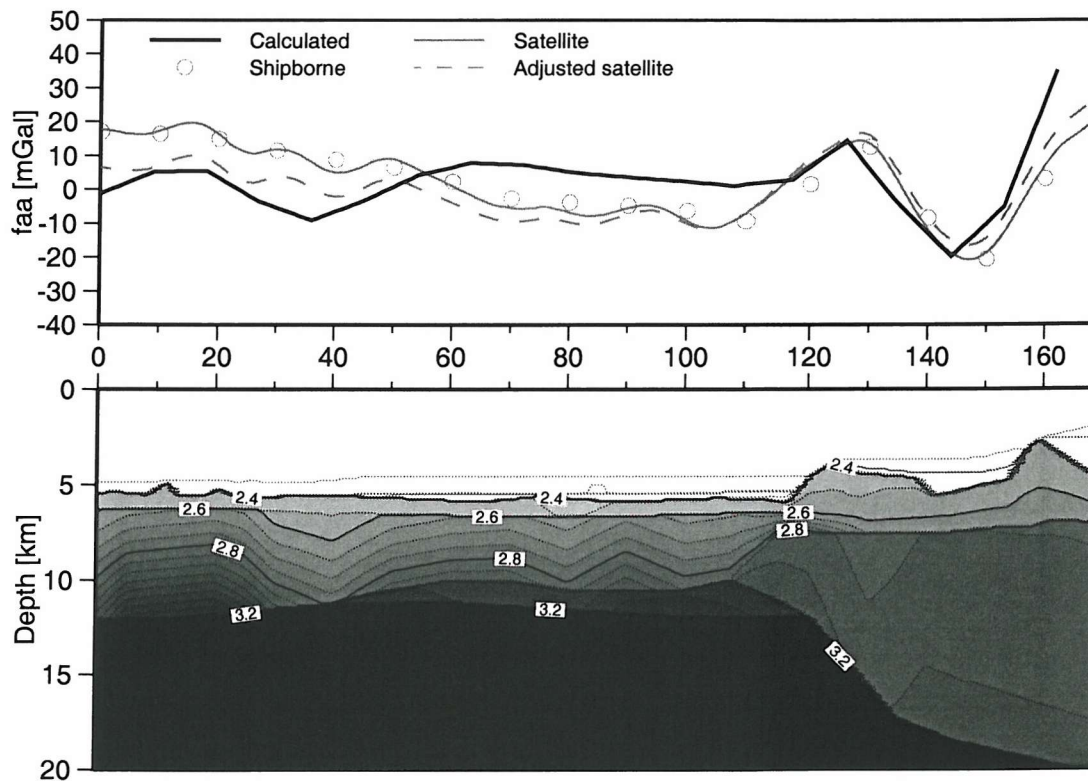 50
40
30
20
10
0
-10
-20
-30
-40
faa [mGal]
Calculated
Satellite
Shipborne
Adjusted satellite
0 20 40 60 80 100 120 140 160
0
5
10
15
20
Depth [km]
2.4 2.4 2.4
2.6 2.6 2.6
2.8 2.8 2.8
3.2 3.2 3.2